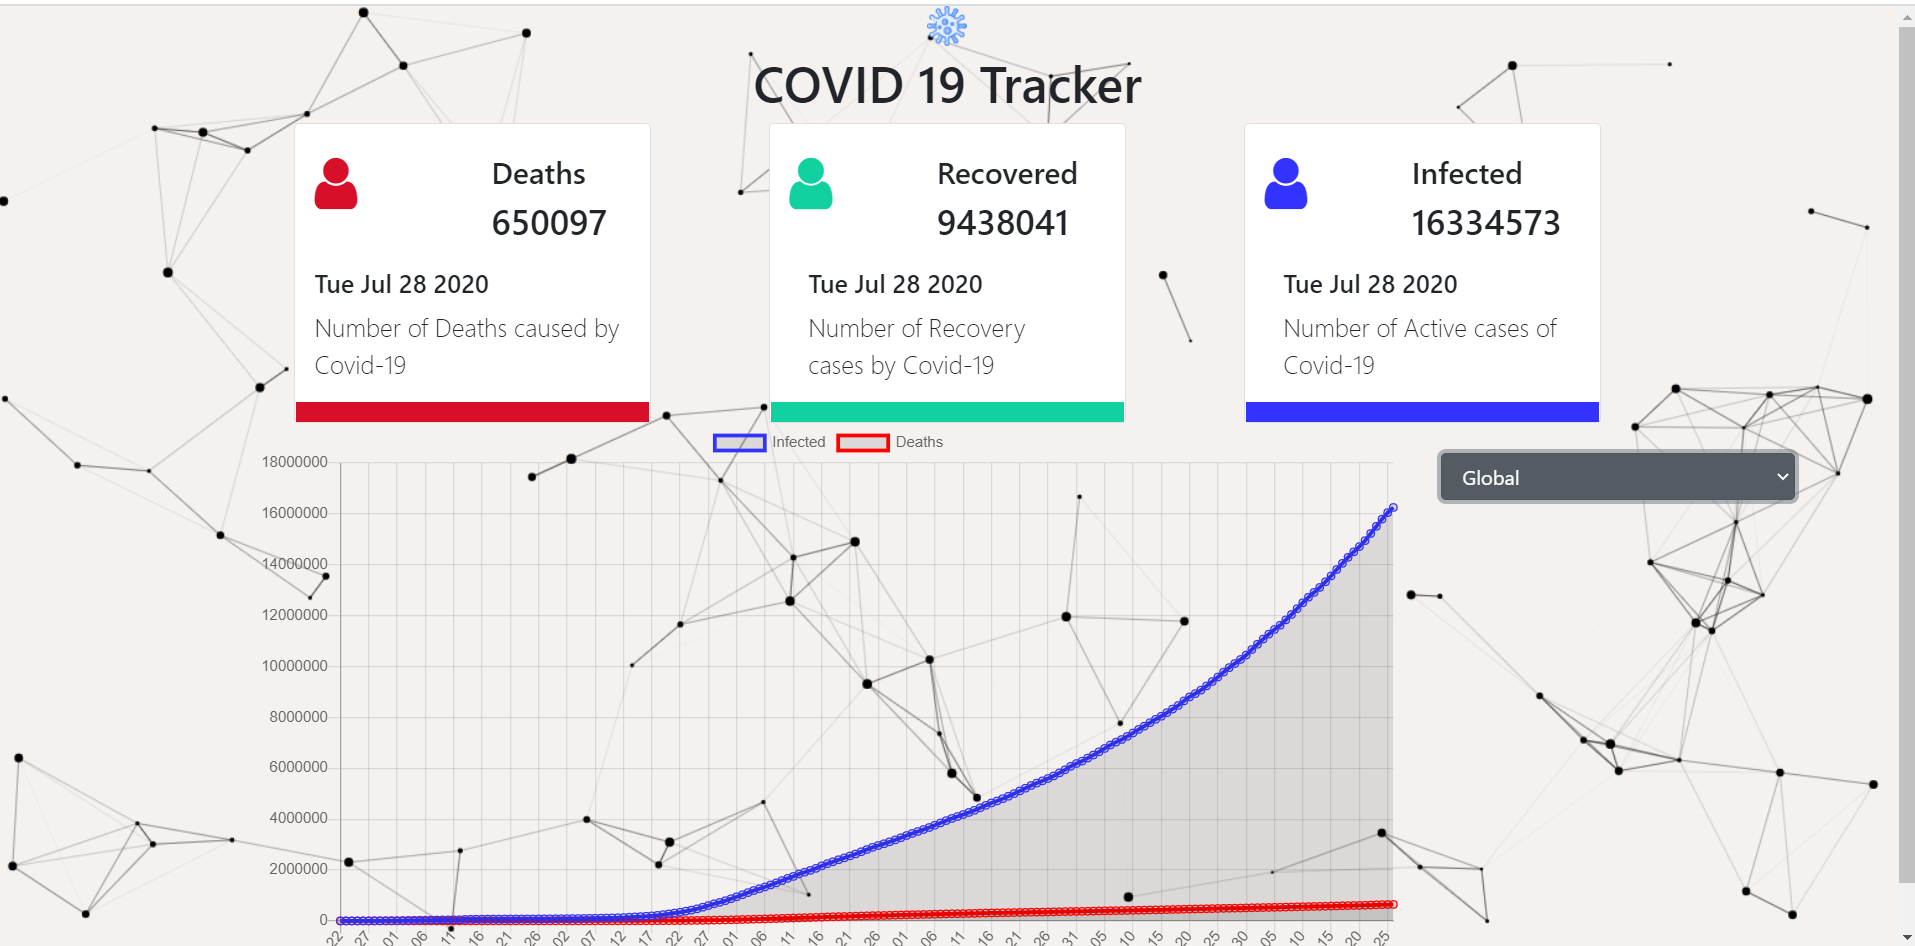 COVID 19 Tracker
Deaths
650097
Tue Jul 28 2020
Number of Deaths caused by
Covid-19
Recovered
9438041
Tue Jul 28 2020
Number of Recovery
cases by Covid-19
Infected
16334573
Tue Jul 28 2020
Number of Active cases of
Covid-19
Infected Deaths
Global
18000000
16000000
14000000
12000000
10000000
8000000
6000000
4000000
2000000
0
22 27 01 06 11 16 21 26 02 07 12 17 22 27 01 06 11 16 21 26 01 06 11 16 21 26 31 05 10 15 20 25 30 05 10 15 20 25